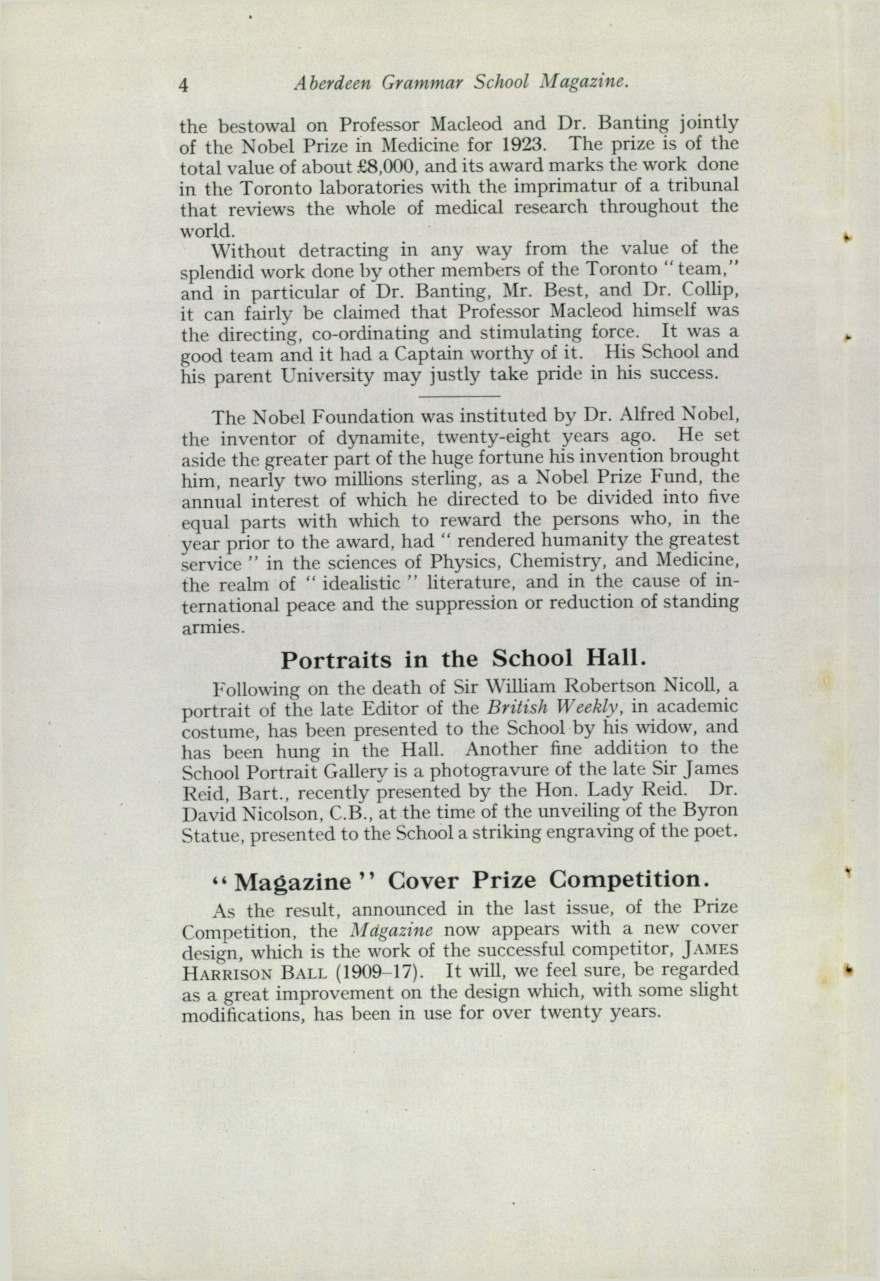 4 Aberdeen Grammar School Magazine.
the bestowal on Professor Macleod and Dr. Banting jointly
of the Nobel Prize in Medicine for 1923. The prize is of the
total value of about £8,000, and its award marks the work done
in the Toronto laboratories with the imprimatur of a tribunal
that reviews the whole of medical research throughout the
world.
Without detracting in any way from the value of the
splendid work done by other members of the Toronto “ team,”
and in particular of Dr. Banting, Mr. Best, and Dr. Collip,
it can fairly be claimed that Professor Macleod himself was
the directing, co-ordinating and stimulating force. It was a
good team and it had a Captain worthy of it. His School and
his parent University may justly take pride in his success.
The Nobel Foundation was instituted by Dr. Alfred Nobel,
the inventor of dynamite, twenty-eight years ago. He set
aside the greater part of the huge fortune his invention brought
him, nearly two millions sterling, as a Nobel Prize Fund, the
annual interest of which he directed to be divided into five
equal parts with which to reward the persons who, in the
year prior to the award, had “ rendered humanity the greatest
service ” in the sciences of Physics, Chemistry, and Medicine,
the realm of “ idealistic ” literature, and in the cause of in-
ternational peace and the suppression or reduction of standing
armies.
Portraits in the School Hall.
Following on the death of Sir William Robertson Nicoll, a
portrait of the late Editor of the British Weekly, in academic
costume, has been presented to the School by his widow, and
has been hung in the Hall. Another fine addition to the
School Portrait Gallery is a photogravure of the late Sir James
Reid, Bart., recently presented by the Hon. Lady Reid. Dr.
David Nicolson, C.B., at the time of the unveiling of the Byron
Statue, presented to the School a striking engraving of the poet.
“ Magazine ” Cover Prize Competition.
As the result, announced in the last issue, of the Prize
Competition, the Magazine now appears with a new cover
design, which is the work of the successful competitor, JAMES
HARRISON BALL (1909–17). It will, we feel sure, be regarded
as a great improvement on the design which, with some slight
modifications, has been in use for over twenty years.